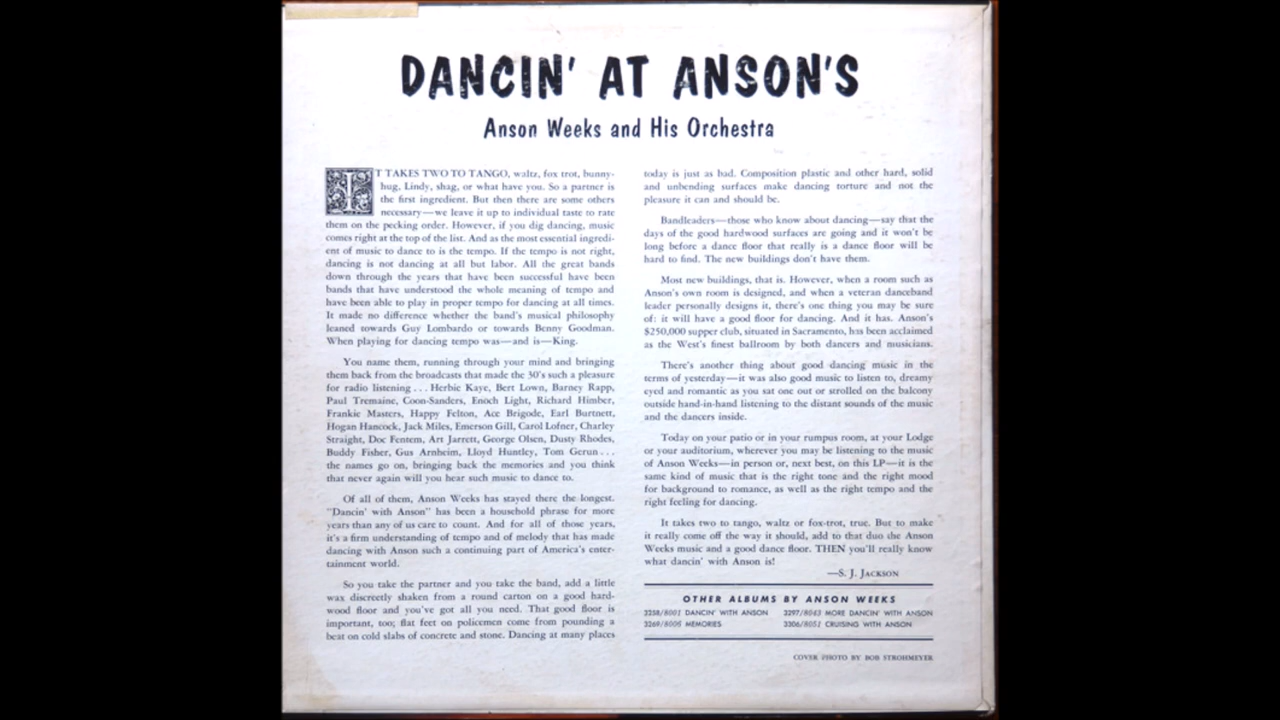 DANCIN' AT ANSON'S
Anson Weeks and His Orchestra
IT TAKES TWO TO TANGO, waltz, fox trot, bunny-
hug, Lindy, shag, or what have you. So a partner is
the first ingredient. But then there are some others
necessary—we leave it up to individual taste to rate
them on the pecking order. However, if you dig dancing, music
comes right at the top of the list. And as the most essential ingredi-
ent of music to dance to is the tempo. If the tempo is not right,
dancing is not dancing at all but labor. All the great bands
down through the years that have been successful have been
bands that have understood the whole meaning of tempo and
have been able to play in proper tempo for dancing at all times.
It made no difference whether the band's musical philosophy
leaned towards Guy Lombardo or towards Benny Goodman.
When playing for dancing tempo was—and is—King.
You name them, running through your mind and bringing
them back from the broadcasts that made the 30's such a pleasure
for radio listening . . . Herbie Kaye, Bert Lown, Barney Rapp,
Paul Tremaine, Coon-Sanders, Enoch Light, Richard Himber,
Frankie Masters, Happy Felton, Ace Brigode, Earl Burtnett,
Hogan Hancock, Jack Miles, Emerson Gill, Carol Lofner, Charley
Straight, Doc Fentem, Art Jarrett, George Olsen, Dusty Rhodes,
Buddy Fisher, Gus Arnheim, Lloyd Huntley, Tom Gerun . . .
the names go on, bringing back the memories and you think
that never again will you hear such music to dance to.
Of all of them, Anson Weeks has stayed there the longest.
"Dancin' with Anson" has been a household phrase for more
years than any of us care to count. And for all of those years,
it's a firm understanding of tempo and of melody that has made
dancing with Anson such a continuing part of America's enter-
tainment world.
So you take the partner and you take the band, add a little
wax discreetly shaken from a round carton on a good hard-
wood floor and you've got all you need. That good floor is
important, too; flat feet on policemen come from pounding a
beat on cold slabs of concrete and stone. Dancing at many places
today is just as bad. Composition plastic and other hard, solid
and unbending surfaces make dancing torture and not the
pleasure it can and should be.
Bandleaders—those who know about dancing—say that the
days of the good hardwood surfaces are going and it won't be
long before a dance floor that really is a dance floor will be
hard to find. The new buildings don't have them.
Most new buildings, that is. However, when a room such as
Anson's own room is designed, and when a veteran danceband
leader personally designs it, there's one thing you may be sure
of: it will have a good floor for dancing. And it has. Anson's
$250,000 supper club, situated in Sacramento, has been acclaimed
as the West's finest ballroom by both dancers and musicians.
There's another thing about good dancing music in the
terms of yesterday—it was also good music to listen to, dreamy
eyed and romantic as you sat one out or strolled on the balcony
outside hand-in-hand listening to the distant sounds of the music
and the dancers inside.
Today on your patio or in your rumpus room, at your Lodge
or your auditorium, wherever you may be listening to the music
of Anson Weeks—in person or, next best, on this LP—it is the
same kind of music that is the right tone and the right mood
for background to romance, as well as the right tempo and the
right feeling for dancing.
It takes two to tango, waltz or fox-trot, true. But to make
it really come off the way it should, add to that duo the Anson
Weeks music and a good dance floor. THEN you'll really know
what dancin' with Anson is!
—S. J. JACKSON
OTHER ALBUMS BY ANSON WEEKS
3258/8001 DANCIN' WITH ANSON 3297/8043 MORE DANCIN' WITH ANSON
3269/8006 MEMORIES 3306/8051 CRUISING WITH ANSON
COVER PHOTO BY BOB STROHMEYER